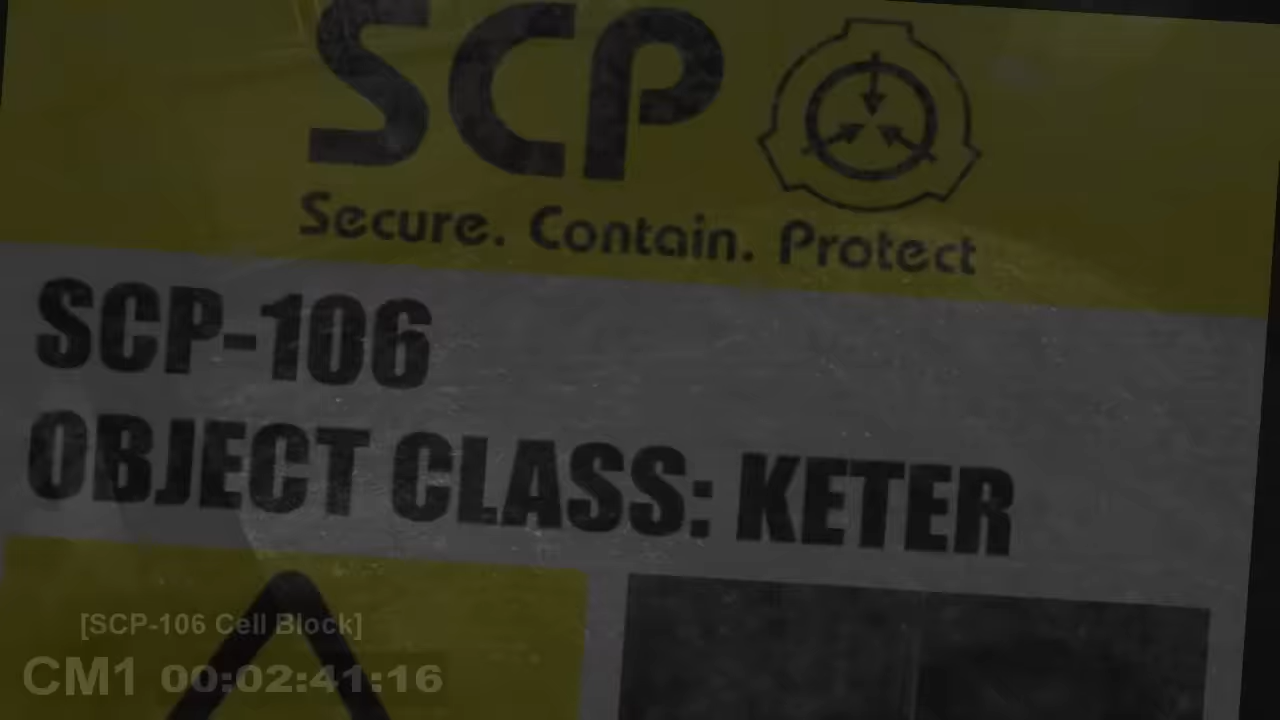 SCP
Secure. Contain. Protect
SCP-106
OBJECT CLASS: KETER
[SCP-106 Cell Block]
CM1 00:02:41:16